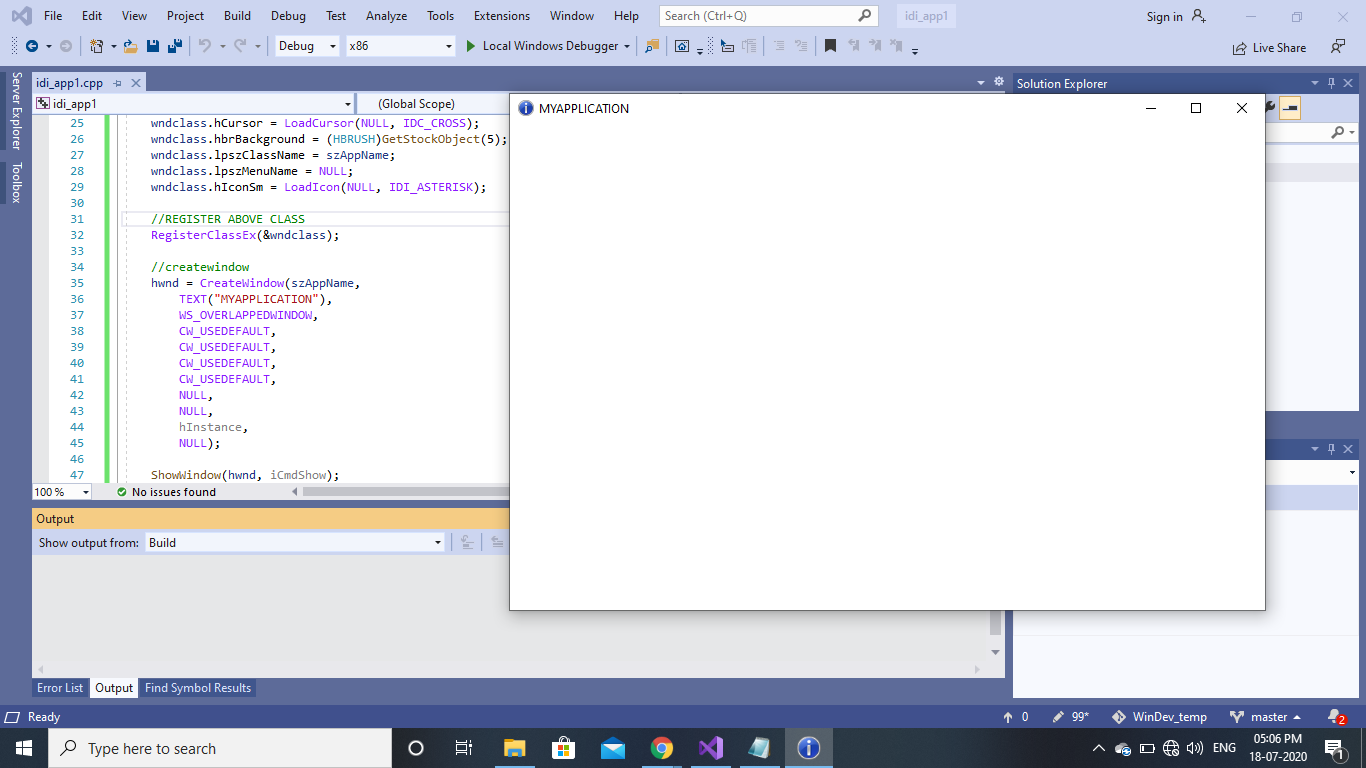 File Edit View Project Build Debug Test Analyze Tools Extensions Window Help Search (Ctrl+Q) idi_app1 Sign in
Debug x86 Local Windows Debugger Live Share
Server Explorer
Toolbox
idi_app1.cpp
idi_app1 (Global Scope)
25 wndclass.hCursor = LoadCursor(NULL, IDC_CROSS);
26 wndclass.hbrBackground = (HBRUSH)GetStockObject(5);
27 wndclass.lpszClassName = szAppName;
28 wndclass.lpszMenuName = NULL;
29 wndclass.hIconSm = LoadIcon(NULL, IDI_ASTERISK);
30
31 //REGISTER ABOVE CLASS
32 RegisterClassEx(&wndclass);
33
34 //createwindow
35 hwnd = CreateWindow(szAppName,
36 TEXT("MYAPPLICATION"),
37 WS_OVERLAPPEDWINDOW,
38 CW_USEDEFAULT,
39 CW_USEDEFAULT,
40 CW_USEDEFAULT,
41 CW_USEDEFAULT,
42 NULL,
43 NULL,
44 hInstance,
45 NULL);
46
47 ShowWindow(hwnd, iCmdShow);
100 % No issues found
Output
Show output from: Build
Error List Output Find Symbol Results
MYAPPLICATION
Solution Explorer
Ready 0 99* WinDev_temp master 2
Type here to search ENG 05:06 PM
18-07-2020 1